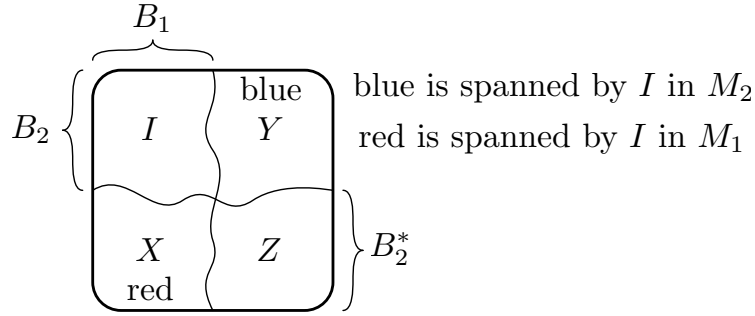 B₁
blue
blue is spanned by I in M₂
B₂
I
Y
red is spanned by I in M₁
X
Z
B₂*
red